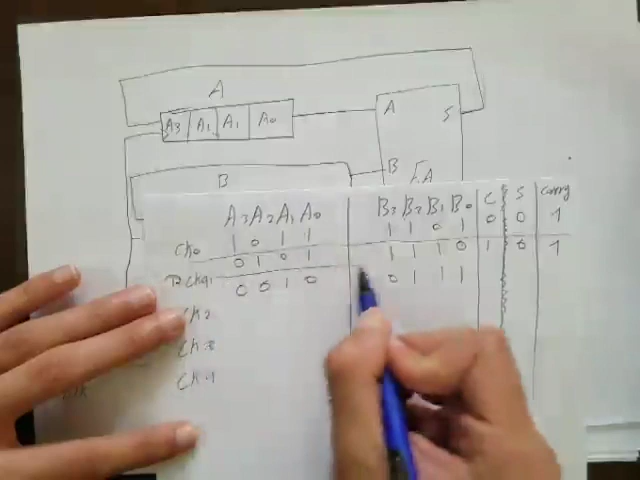 A
A3 A1 A1 A0
A S
B
B FA
A3 A2 A1 A0 B3 B2 B1 B0 C S Carry
CK0 1 0 1 1 1 1 0 1 0 0 1
0 1 0 1 1 1 1 0 1 0 1
0 0 1 0 0 1 1 1
CK2
CK3
CK4